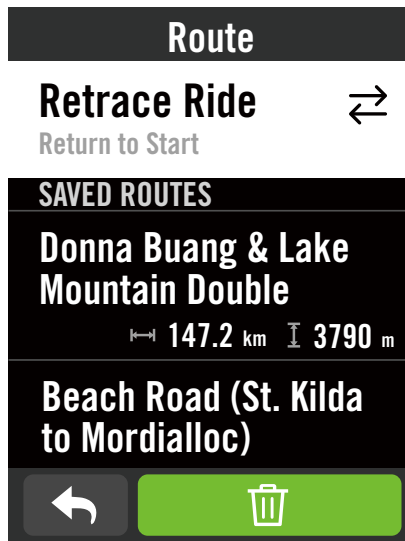 Route
Retrace Ride
Return to Start
SAVED ROUTES
Donna Buang & Lake
Mountain Double
147.2 km 3790 m
Beach Road (St. Kilda
to Mordialloc)